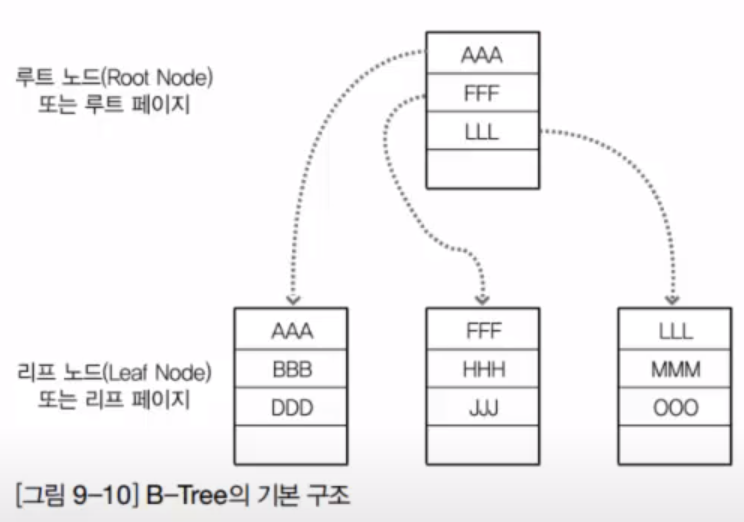 루트 노드(Root Node)
또는 루트 페이지
AAA
FFF
LLL
리프 노드(Leaf Node)
또는 리프 페이지
AAA
BBB
DDD
FFF
HHH
JJJ
LLL
MMM
OOO
[그림 9-10] B-Tree의 기본 구조